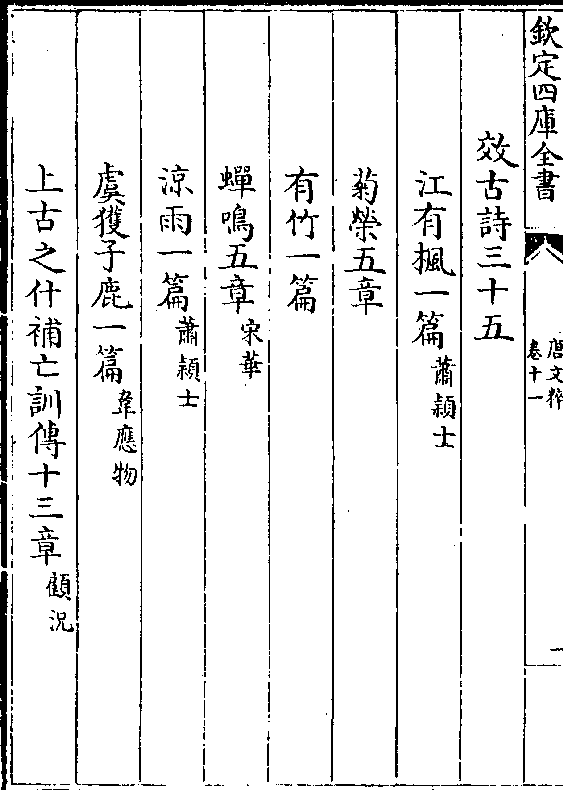 欽定四庫全書
唐文粹
卷十一
一
效古詩三十五
江有楓一篇 蕭穎士
菊榮五章
有竹一篇
蟬鳴五章 宋華
涼雨一篇 蕭穎士
虞獲子鹿一篇 韋應物
上古之什補亡訓傳十三章 顧況